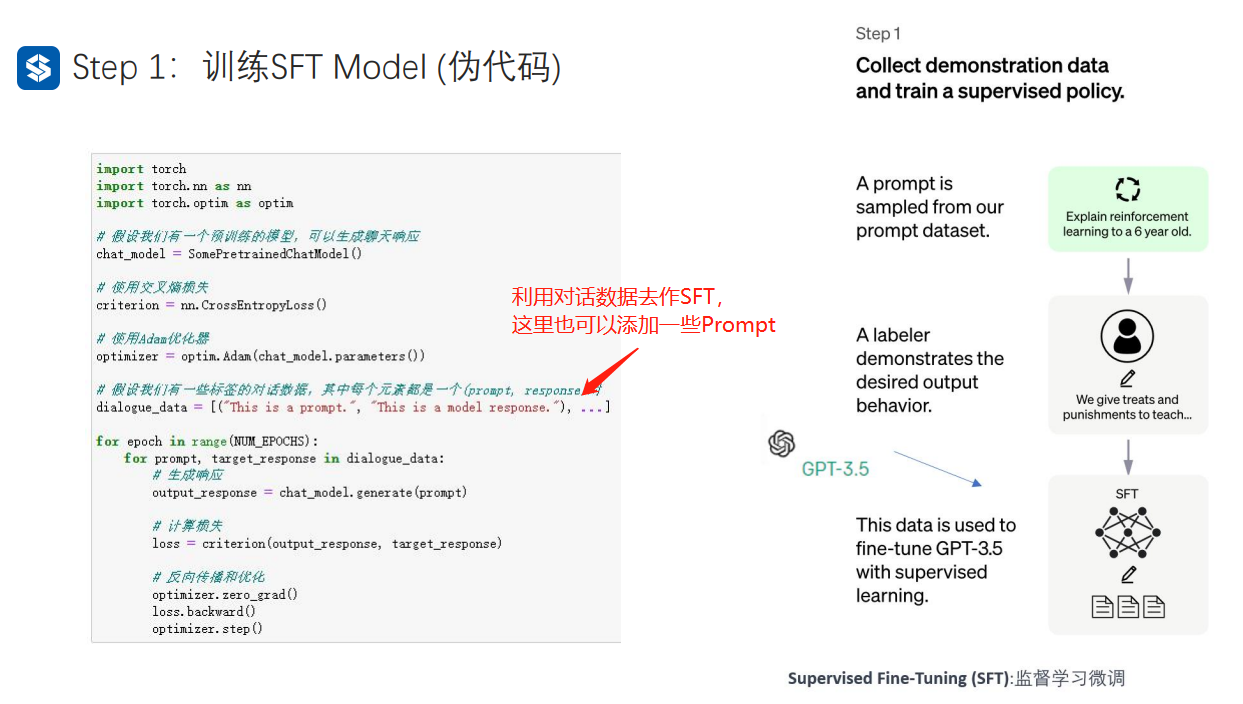 Step 1: 训练SFT Model (伪代码)
import torch
import torch.nn as nn
import torch.optim as optim
# 假设我们有一个预训练的模型，可以生成聊天响应
chat_model = SomePretrainedChatModel()
# 使用交叉熵损失
criterion = nn.CrossEntropyLoss()
# 使用Adam优化器
optimizer = optim.Adam(chat_model.parameters())
# 假设我们有一些标签的对话数据，其中每个元素都是一个(prompt, response
dialogue_data = [("This is a prompt.", "This is a model response."), ...]
for epoch in range(NUM_EPOCHS):
for prompt, target_response in dialogue_data:
# 生成响应
output_response = chat_model.generate(prompt)
# 计算损失
loss = criterion(output_response, target_response)
# 反向传播和优化
optimizer.zero_grad()
loss.backward()
optimizer.step()
利用对话数据去作SFT，
这里也可以添加一些Prompt
Step 1
Collect demonstration data
and train a supervised policy.
A prompt is
sampled from our
prompt dataset.
Explain reinforcement
learning to a 6 year old.
A labeler
demonstrates the
desired output
behavior.
We give treats and
punishments to teach...
GPT-3.5
This data is used to
fine-tune GPT-3.5
with supervised
learning.
SFT
Supervised Fine-Tuning (SFT):监督学习微调